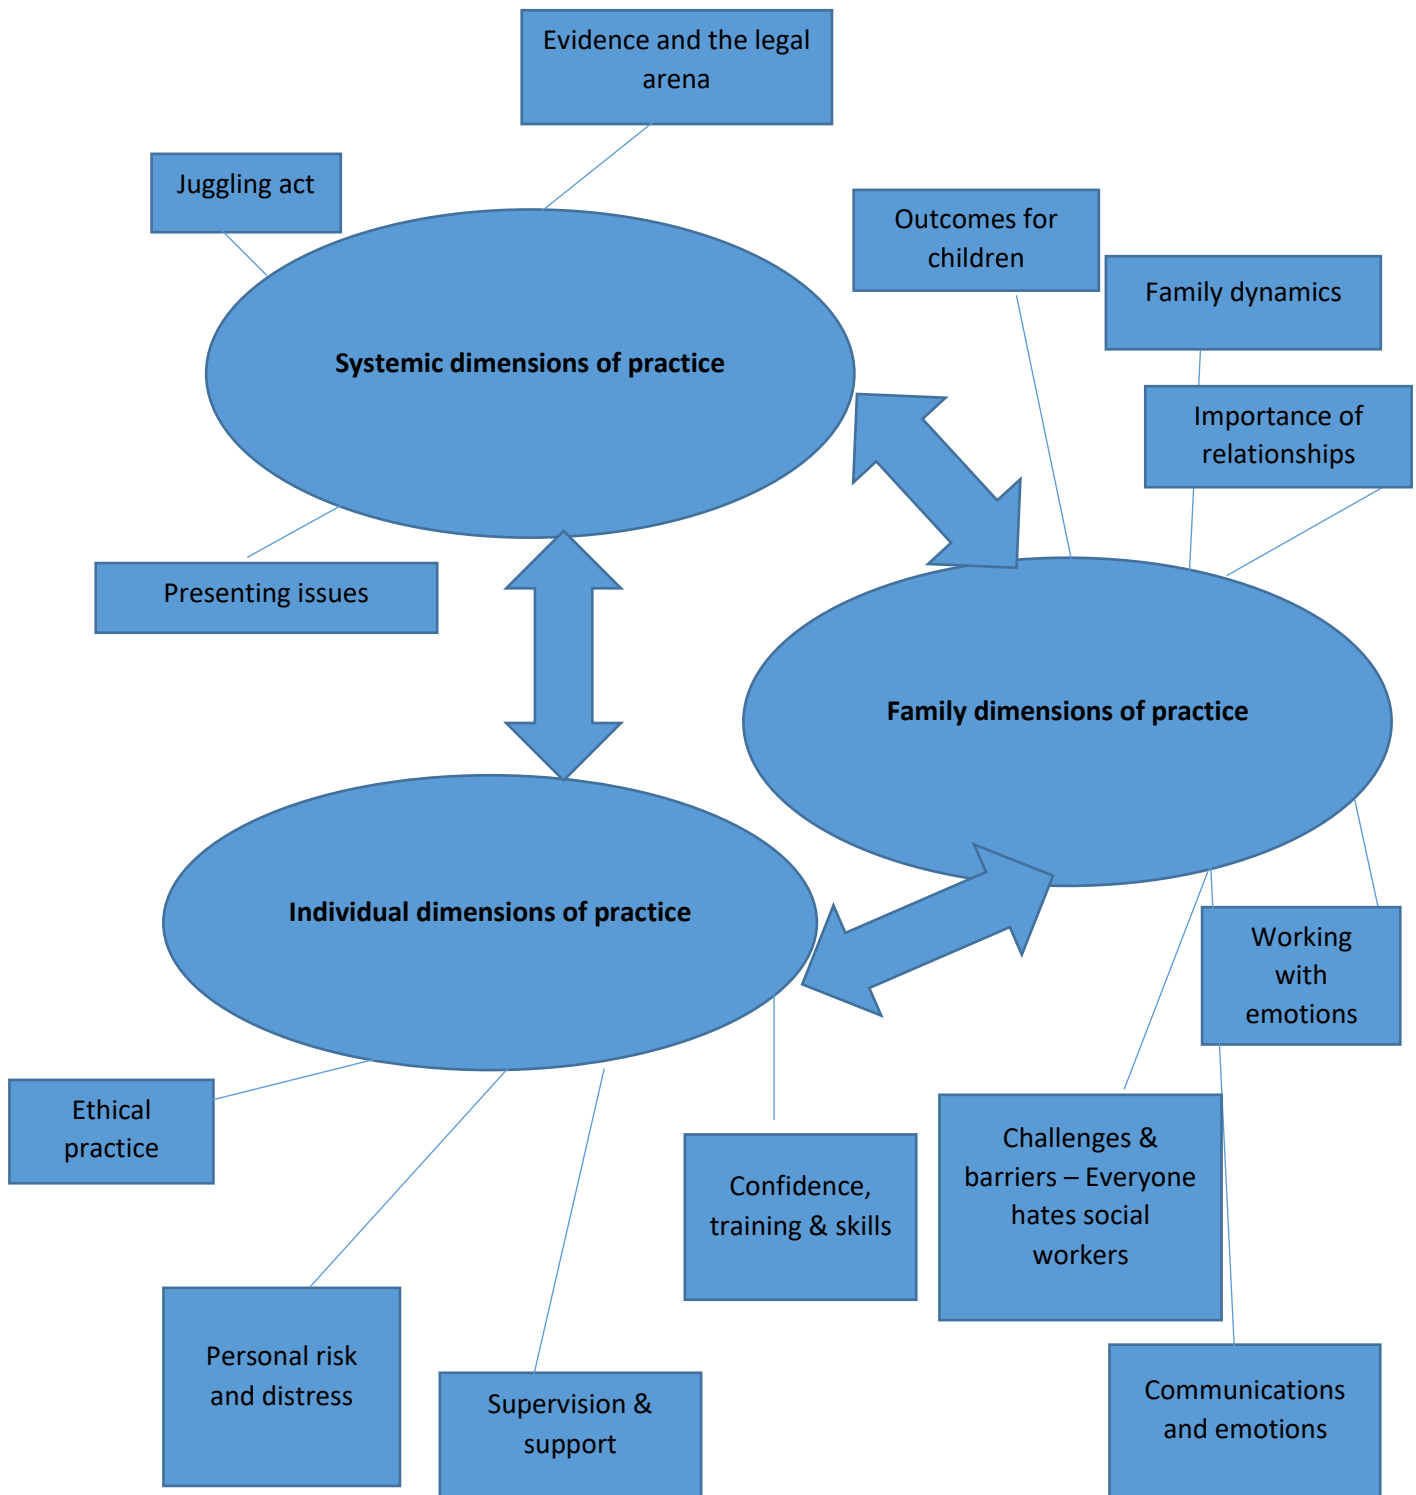 Evidence and the legal
arena
Juggling act
Outcomes for
children
Family dynamics
Systemic dimensions of practice
Importance of
relationships
Presenting issues
Family dimensions of practice
Individual dimensions of practice
Working
with
emotions
Ethical
practice
Challenges &
barriers – Everyone
hates social
workers
Confidence,
training & skills
Personal risk
and distress
Supervision &
support
Communications
and emotions